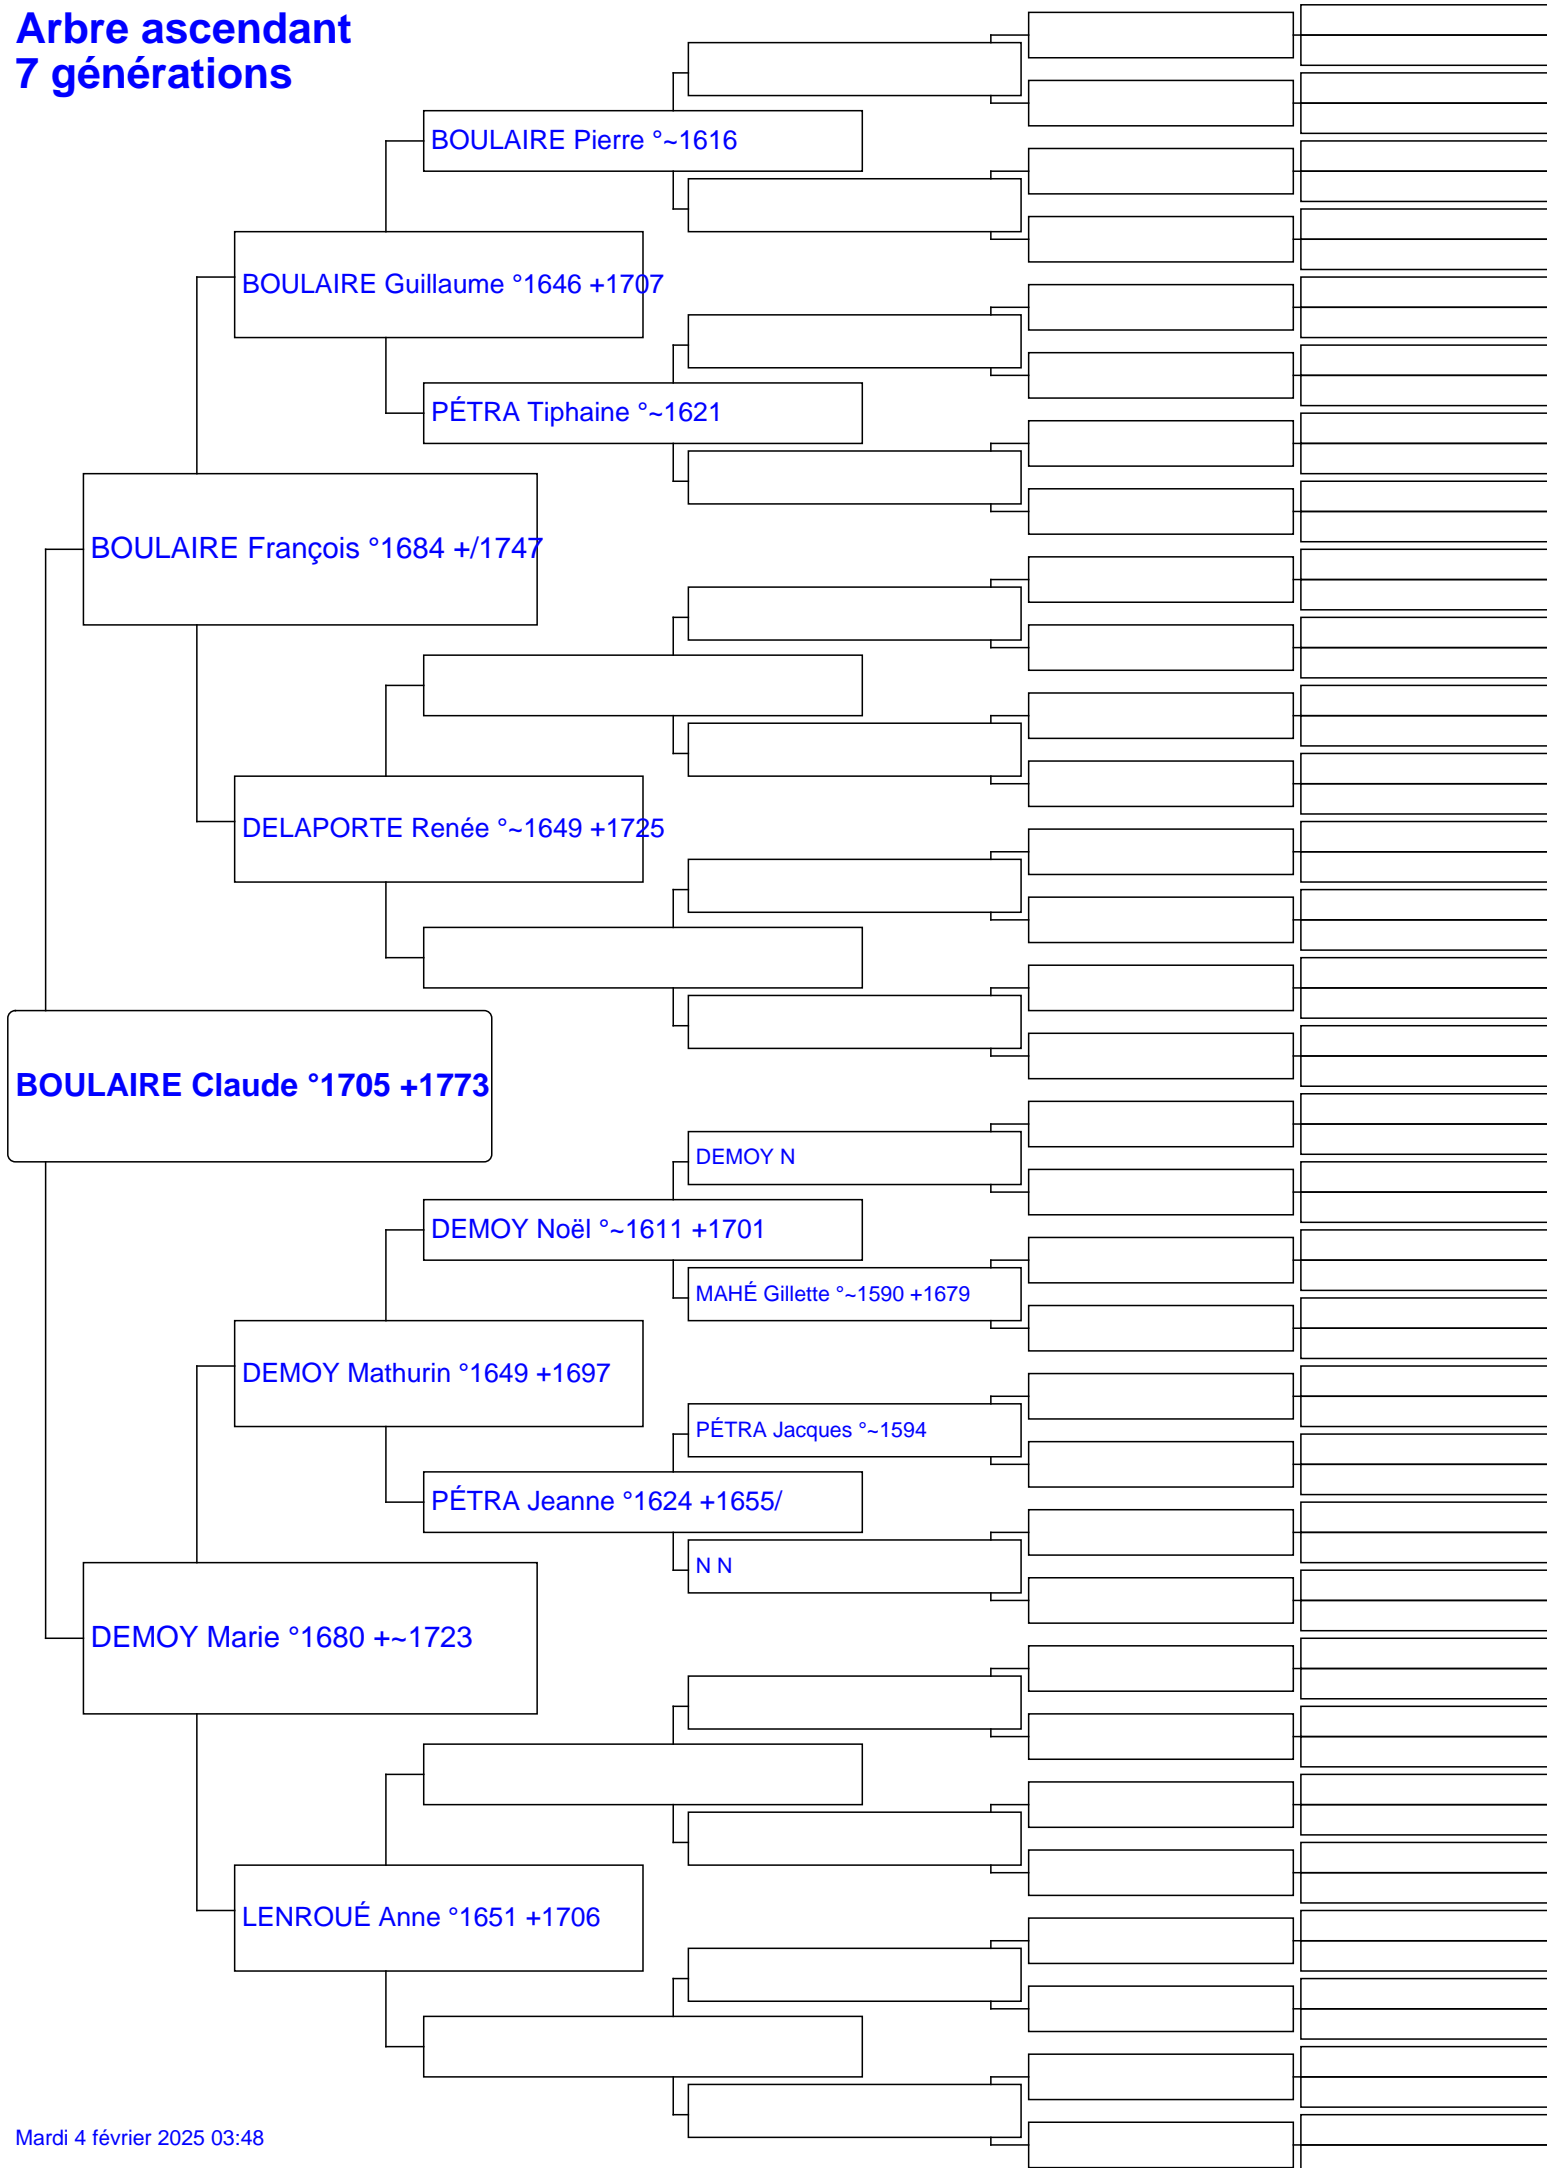 Arbre ascendant
7 générations
BOULAIRE Pierre °~1616
BOULAIRE Guillaume °1646 +1707
PÉTRA Tiphaine °~1621
BOULAIRE François °1684 +/1747
DELAPORTE Renée °~1649 +1725
BOULAIRE Claude °1705 +1773
DEMOY N
DEMOY Noël °~1611 +1701
MAHÉ Gillette °~1590 +1679
DEMOY Mathurin °1649 +1697
PÉTRA Jacques °~1594
PÉTRA Jeanne °1624 +1655/
N N
DEMOY Marie °1680 +~1723
LENROUÉ Anne °1651 +1706
Mardi 4 février 2025 03:48